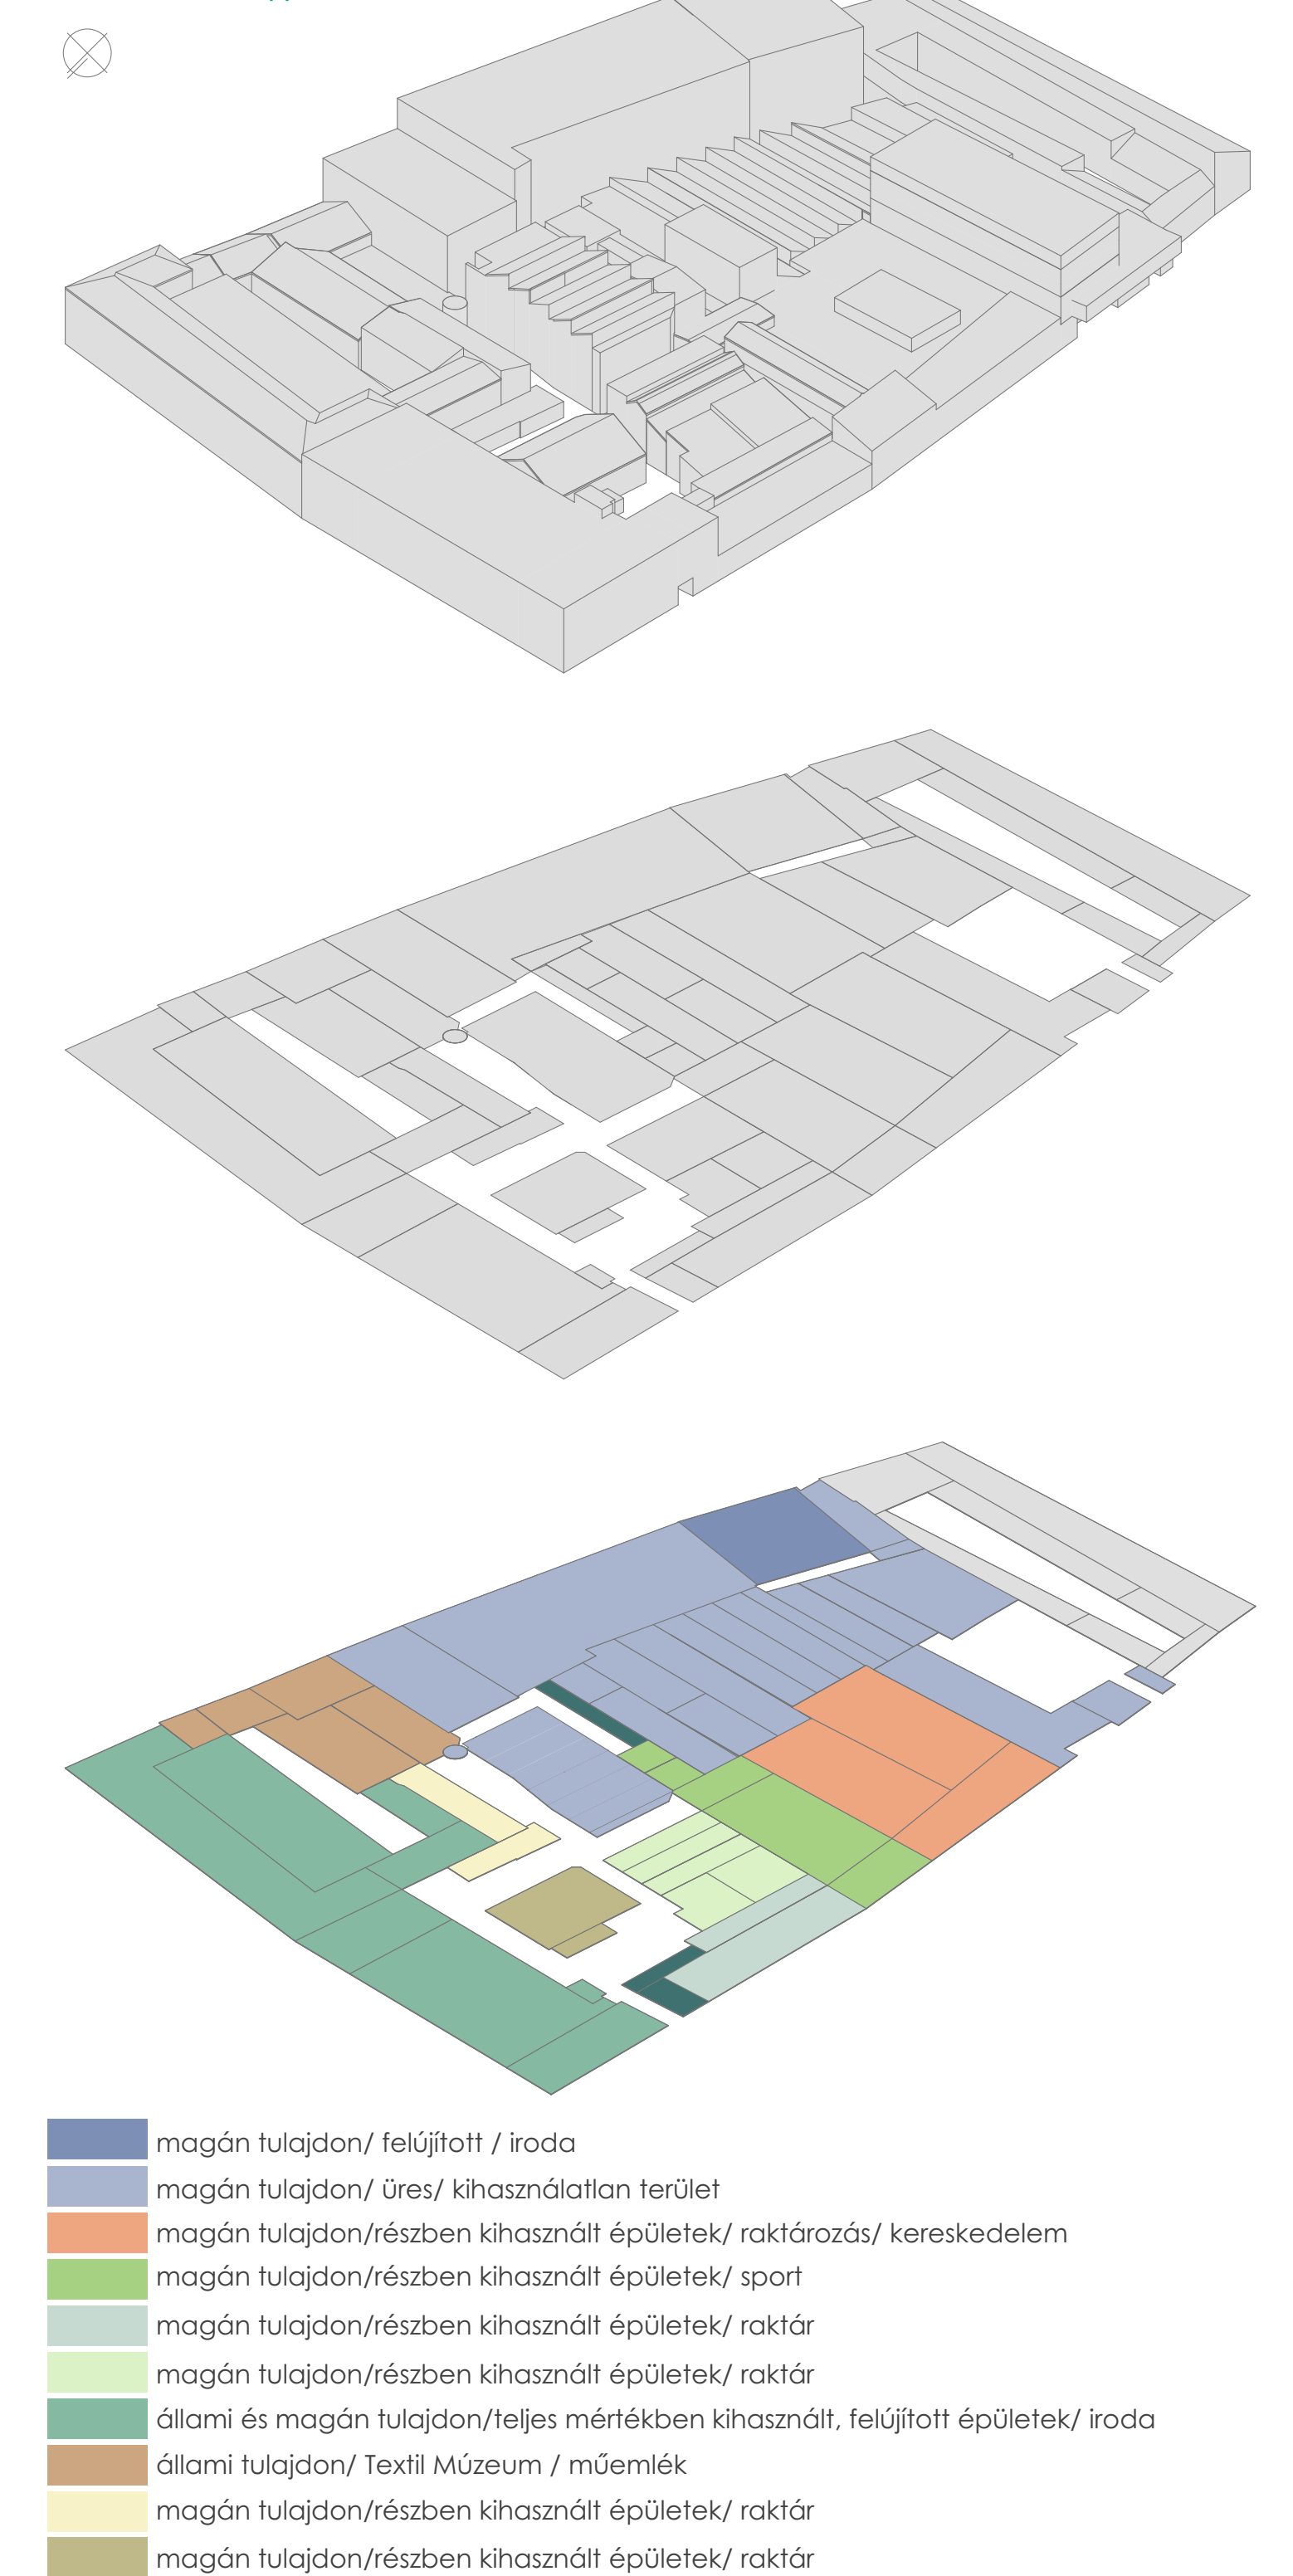 magán tulajdon/ felújított / iroda
magán tulajdon/ üres/ kihasználatlan terület
magán tulajdon/részben kihasznált épületek/ raktározás/ kereskedelem
magán tulajdon/részben kihasznált épületek/ sport
magán tulajdon/részben kihasznált épületek/ raktár
magán tulajdon/részben kihasznált épületek/ raktár
állami és magán tulajdon/teljes mértékben kihasznált, felújított épületek/ iroda
állami tulajdon/ Textil Múzeum / műemlék
magán tulajdon/részben kihasznált épületek/ raktár
magán tulajdon/részben kihasznált épületek/ raktár